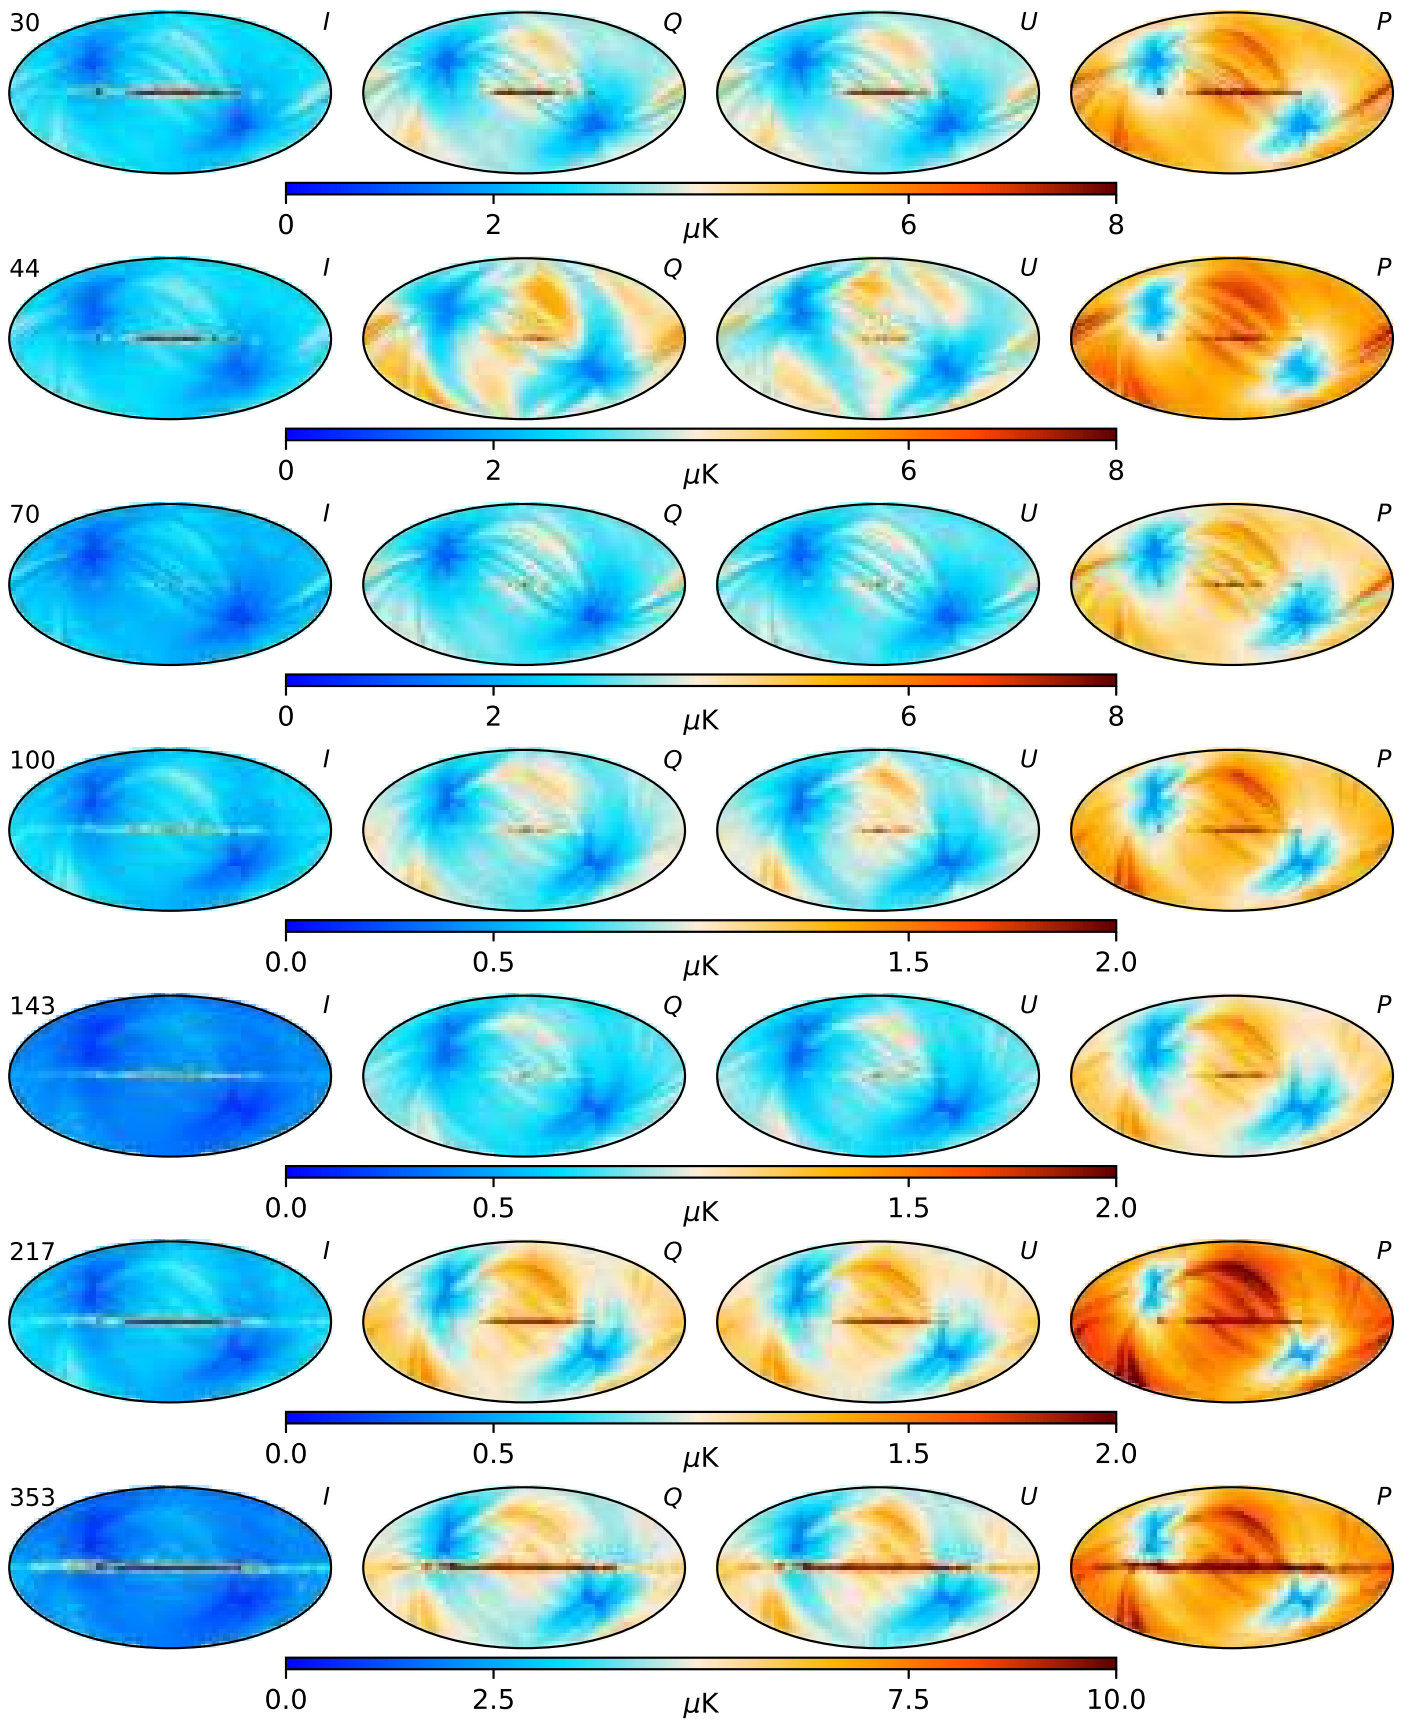 30 I Q U P
0 2 μK 6 8
44 I Q U P
0 2 μK 6 8
70 I Q U P
0 2 μK 6 8
100 I Q U P
0.0 0.5 μK 1.5 2.0
143 I Q U P
0.0 0.5 μK 1.5 2.0
217 I Q U P
0.0 0.5 μK 1.5 2.0
353 I Q U P
0.0 2.5 μK 7.5 10.0